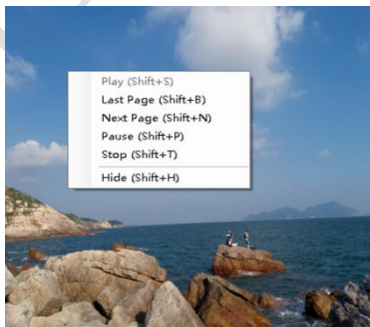 Play (Shift+S)
Last Page (Shift+B)
Next Page (Shift+N)
Pause (Shift+P)
Stop (Shift+T)
Hide (Shift+H)